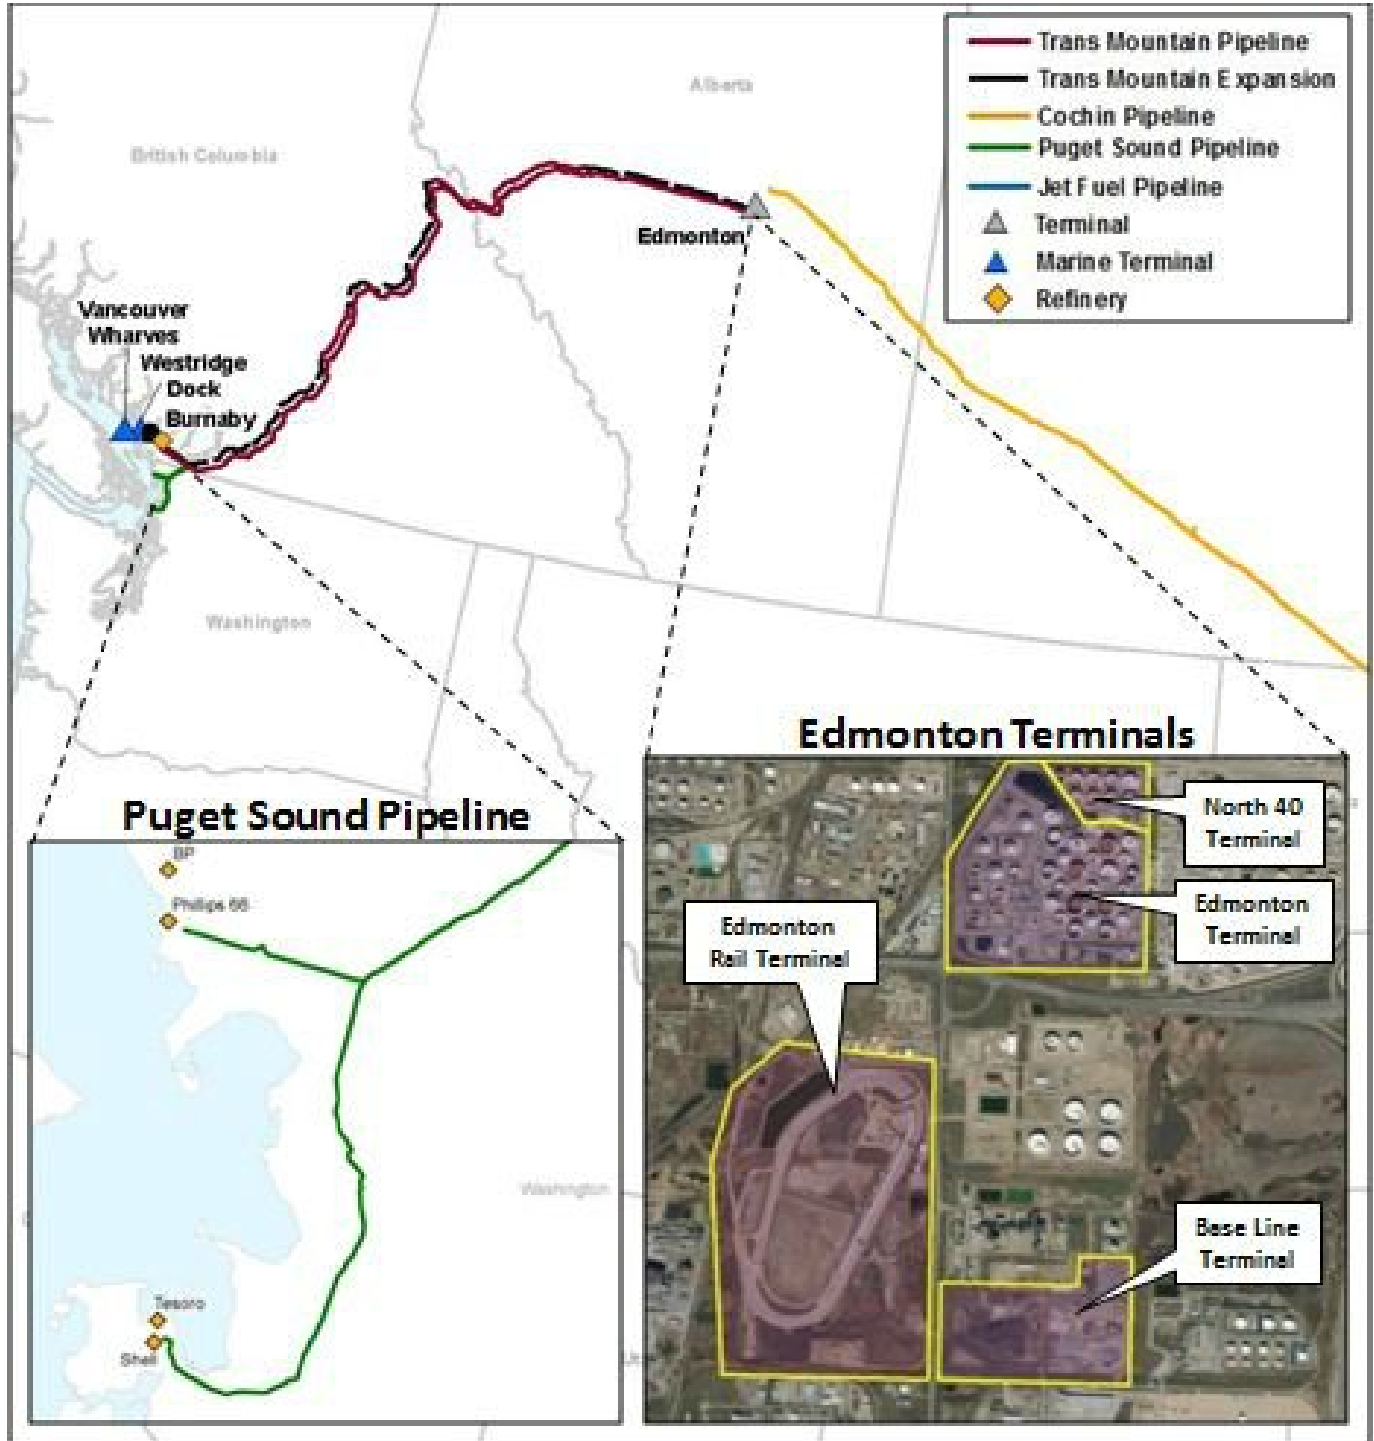 Trans Mountain Pipeline
Trans Mountain Expansion
Cochin Pipeline
Puget Sound Pipeline
Jet Fuel Pipeline
Terminal
Marine Terminal
Refinery
Alberta
British Columbia
Edmonton
Vancouver
Wharves
Westridge
Dock
Burnaby
Washington
Edmonton Terminals
North 40
Terminal
Edmonton
Terminal
Edmonton
Rail Terminal
Base Line
Terminal
Puget Sound Pipeline
BP
Phillips 66
Washington
Tesoro
Shell